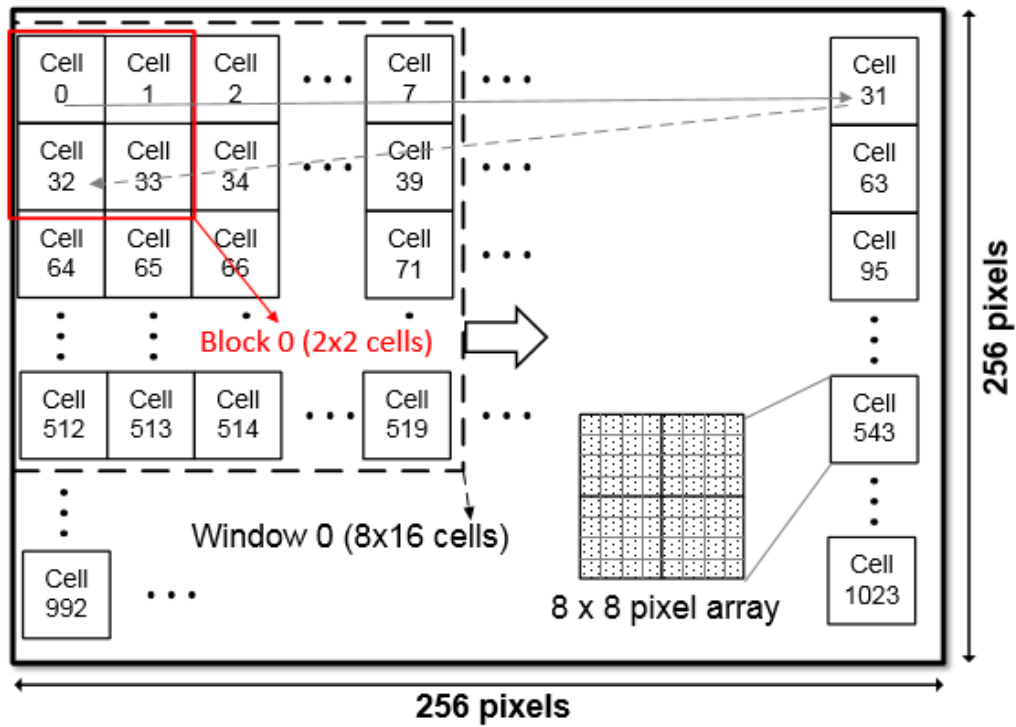 Cell
0
Cell
1
Cell
2
Cell
7
Cell
31
Cell
32
Cell
33
Cell
34
Cell
39
Cell
63
Cell
64
Cell
65
Cell
66
Cell
71
Cell
95
Block 0 (2x2 cells)
Cell
512
Cell
513
Cell
514
Cell
519
Cell
543
Window 0 (8x16 cells)
Cell
992
8 x 8 pixel array
Cell
1023
256 pixels
256 pixels